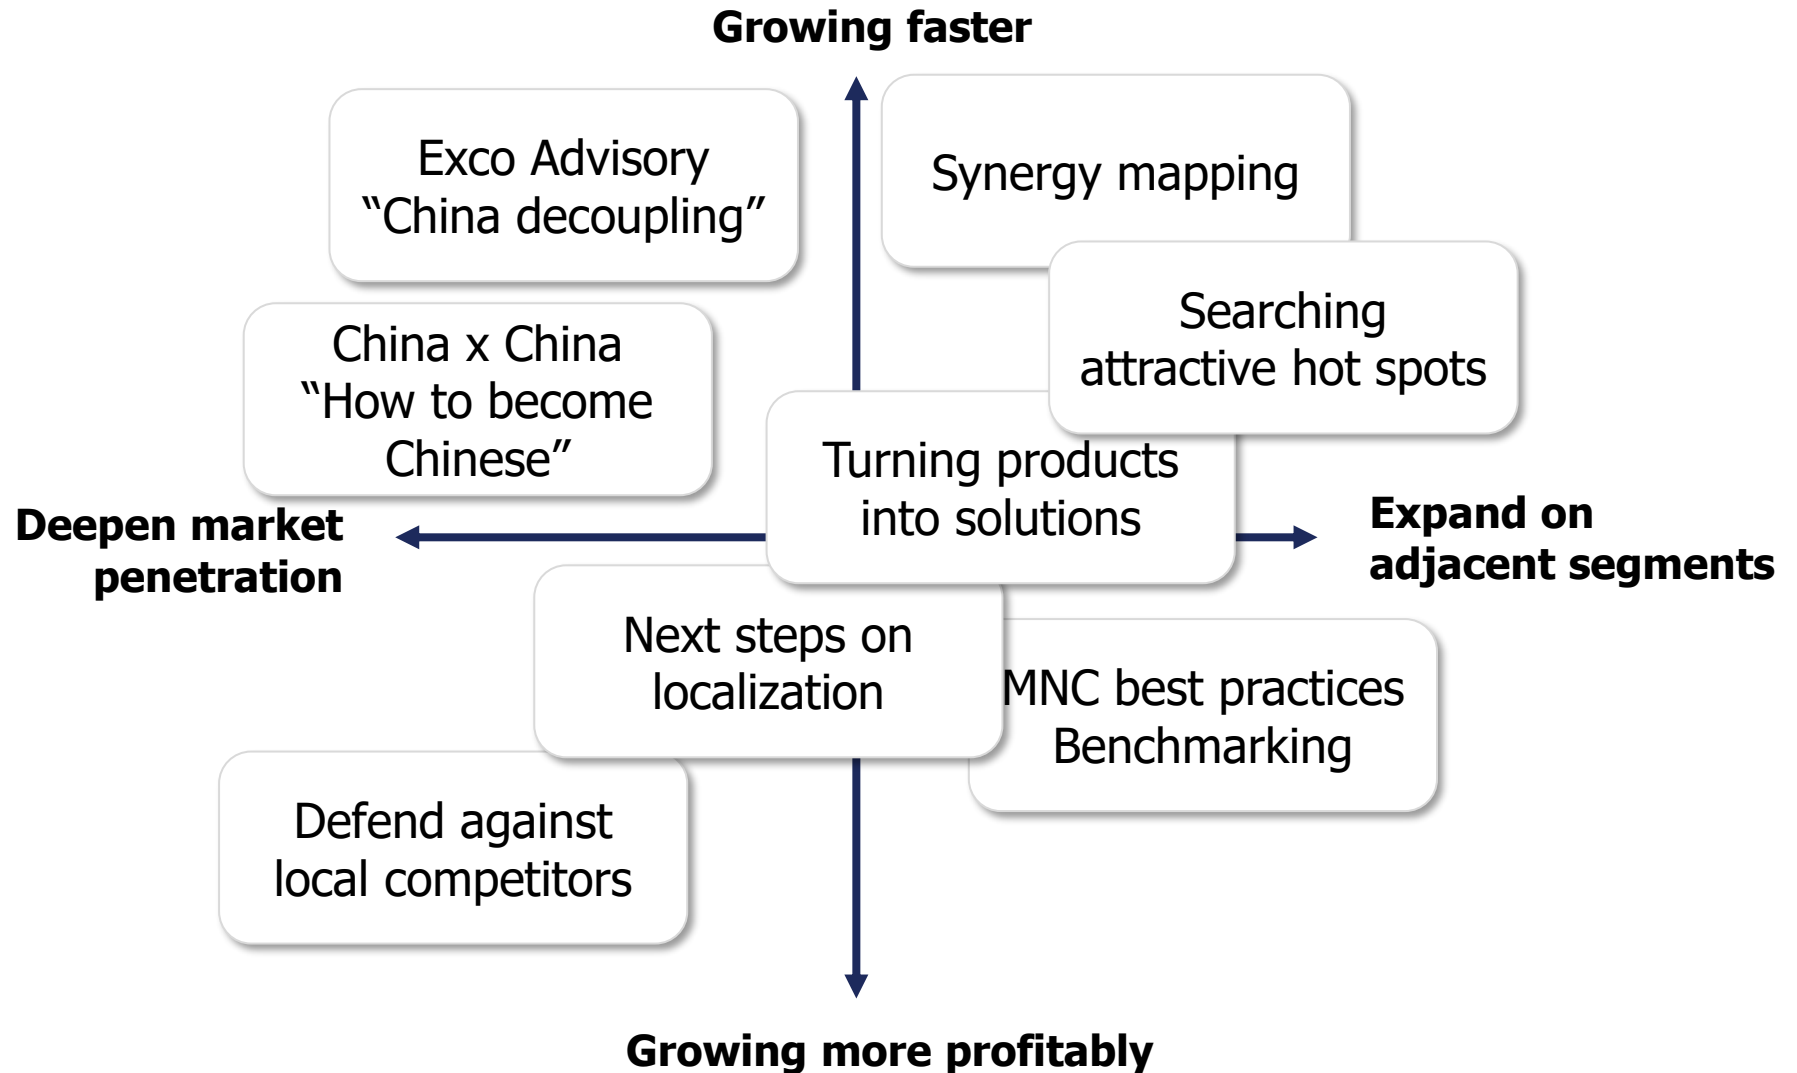 Growing faster
Exco Advisory
“China decoupling”
Synergy mapping
Searching
attractive hot spots
China x China
“How to become
Chinese”
Turning products
into solutions
Deepen market
penetration
Expand on
adjacent segments
Next steps on
localization
MNC best practices
Benchmarking
Defend against
local competitors
Growing more profitably